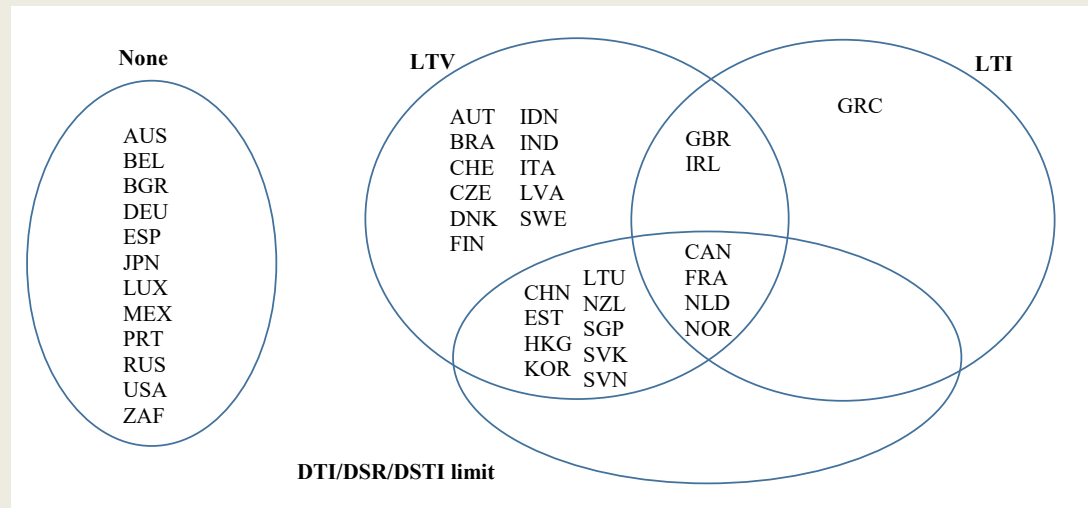 None
AUS
BEL
BGR
DEU
ESP
JPN
LUX
MEX
PRT
RUS
USA
ZAF
LTV
AUT IDN
BRA IND
CHE ITA
CZE LVA
DNK SWE
FIN
GBR
IRL
LTI
GRC
CHN
EST
HKG
KOR
LTU
NZL
SGP
SVK
SVN
CAN
FRA
NLD
NOR
DTI/DSR/DSTI limit